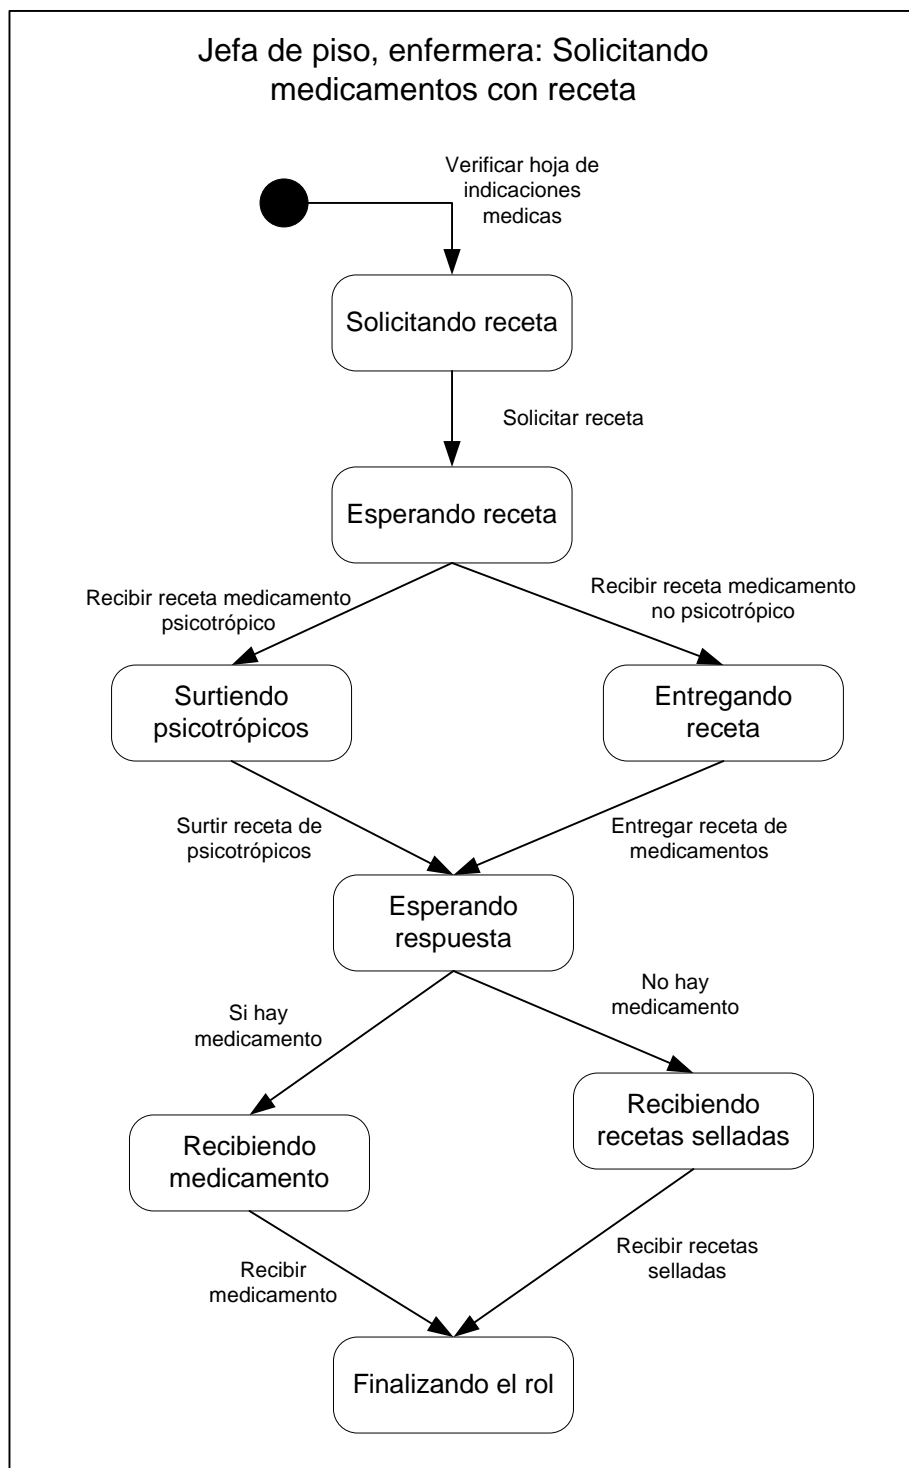 Jefa de piso, enfermera: Solicitando
medicamentos con receta
Verificar hoja de
indicaciones
medicas
Solicitando receta
Solicitar receta
Esperando receta
Recibir receta medicamento
psicotrópico
Recibir receta medicamento
no psicotrópico
Surtiendo
psicotrópicos
Entregando
receta
Surtir receta de
psicotrópicos
Entregar receta de
medicamentos
Esperando
respuesta
Si hay
medicamento
No hay
medicamento
Recibiendo
medicamento
Recibiendo
recetas selladas
Recibir
medicamento
Recibir recetas
selladas
Finalizando el rol